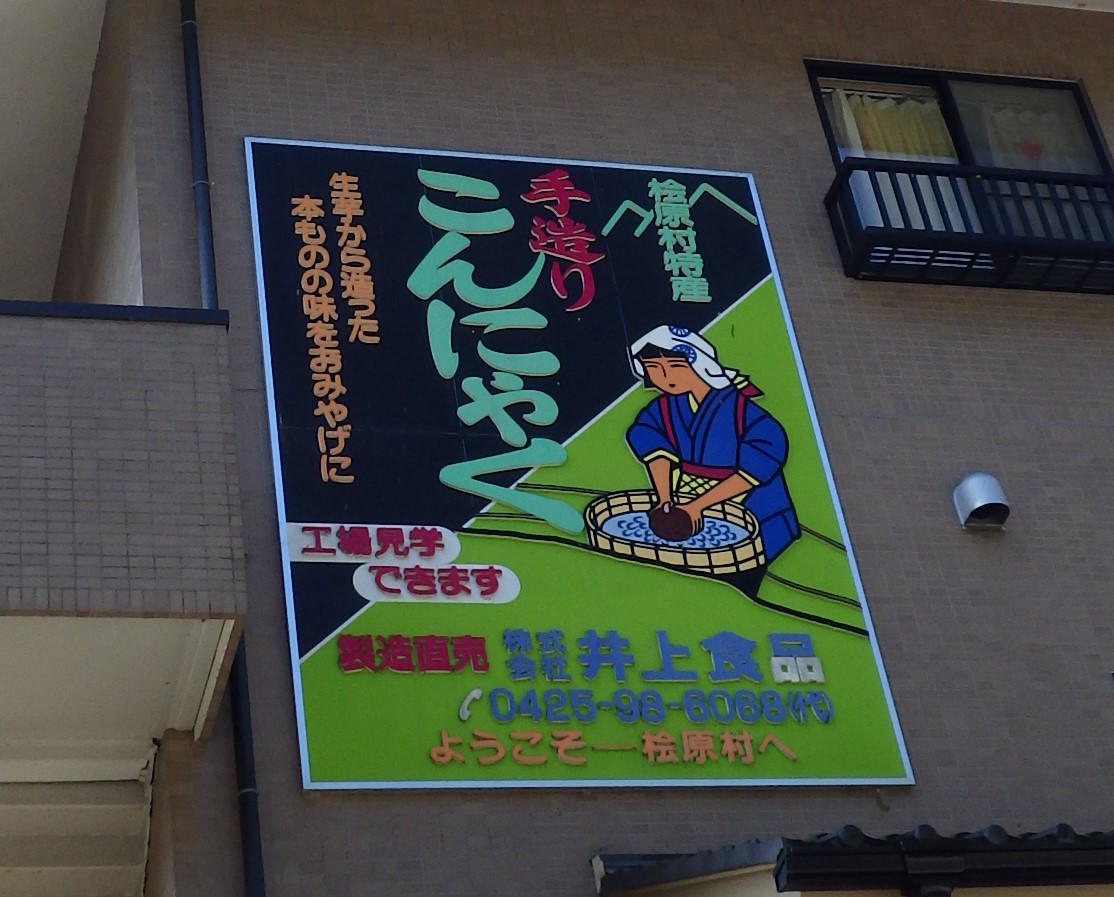 桧原村特産
手造り
こんにゃく
生芋から造った
本ものの味をおみやげに
工場見学
できます
製造直売 株式会社 井上食品
0425-98-6068(代)
ようこそ―桧原村へ